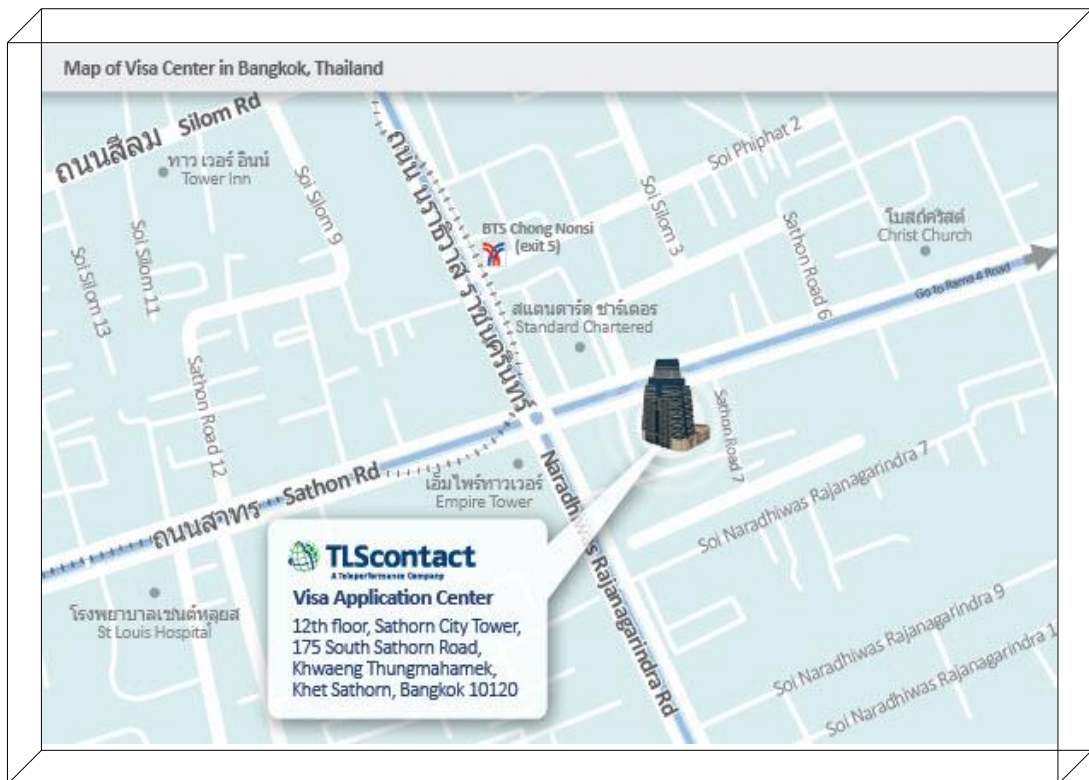 Map of Visa Center in Bangkok, Thailand
ถนนสีลม Silom Rd
ทาว เวอร์ อินน์
Tower Inn
Soi Silom 9
Soi Silom 11
Soi Silom 13
ถนน นราธิวาส ราชนครินทร์
BTS Chong Nonsi
(exit 5)
Soi Silom 3
Soi Phiphat 2
Sathon Road 6
โบสถ์คริสต์
Christ Church
Go to Rama 4 Road
สแตนดาร์ด ชาร์เตอร
Standard Chartered
Sathon Road 12
Sathon Road 7
ถนนสาทร Sathon Rd
เอ็มไพร์ทาวเวอร์
Empire Tower
Naradhiwas Rajanagarindra Rd
Soi Naradhiwas Rajanagarindra 7
Soi Naradhiwas Rajanagarindra 9
Soi Naradhiwas Rajanagarindra 1
โรงพยาบาลเซนต์หลุยส
St Louis Hospital
TLScontact
A Teleperformance Company
Visa Application Center
12th floor, Sathorn City Tower,
175 South Sathorn Road,
Khwaeng Thungmahamek,
Khet Sathorn, Bangkok 10120